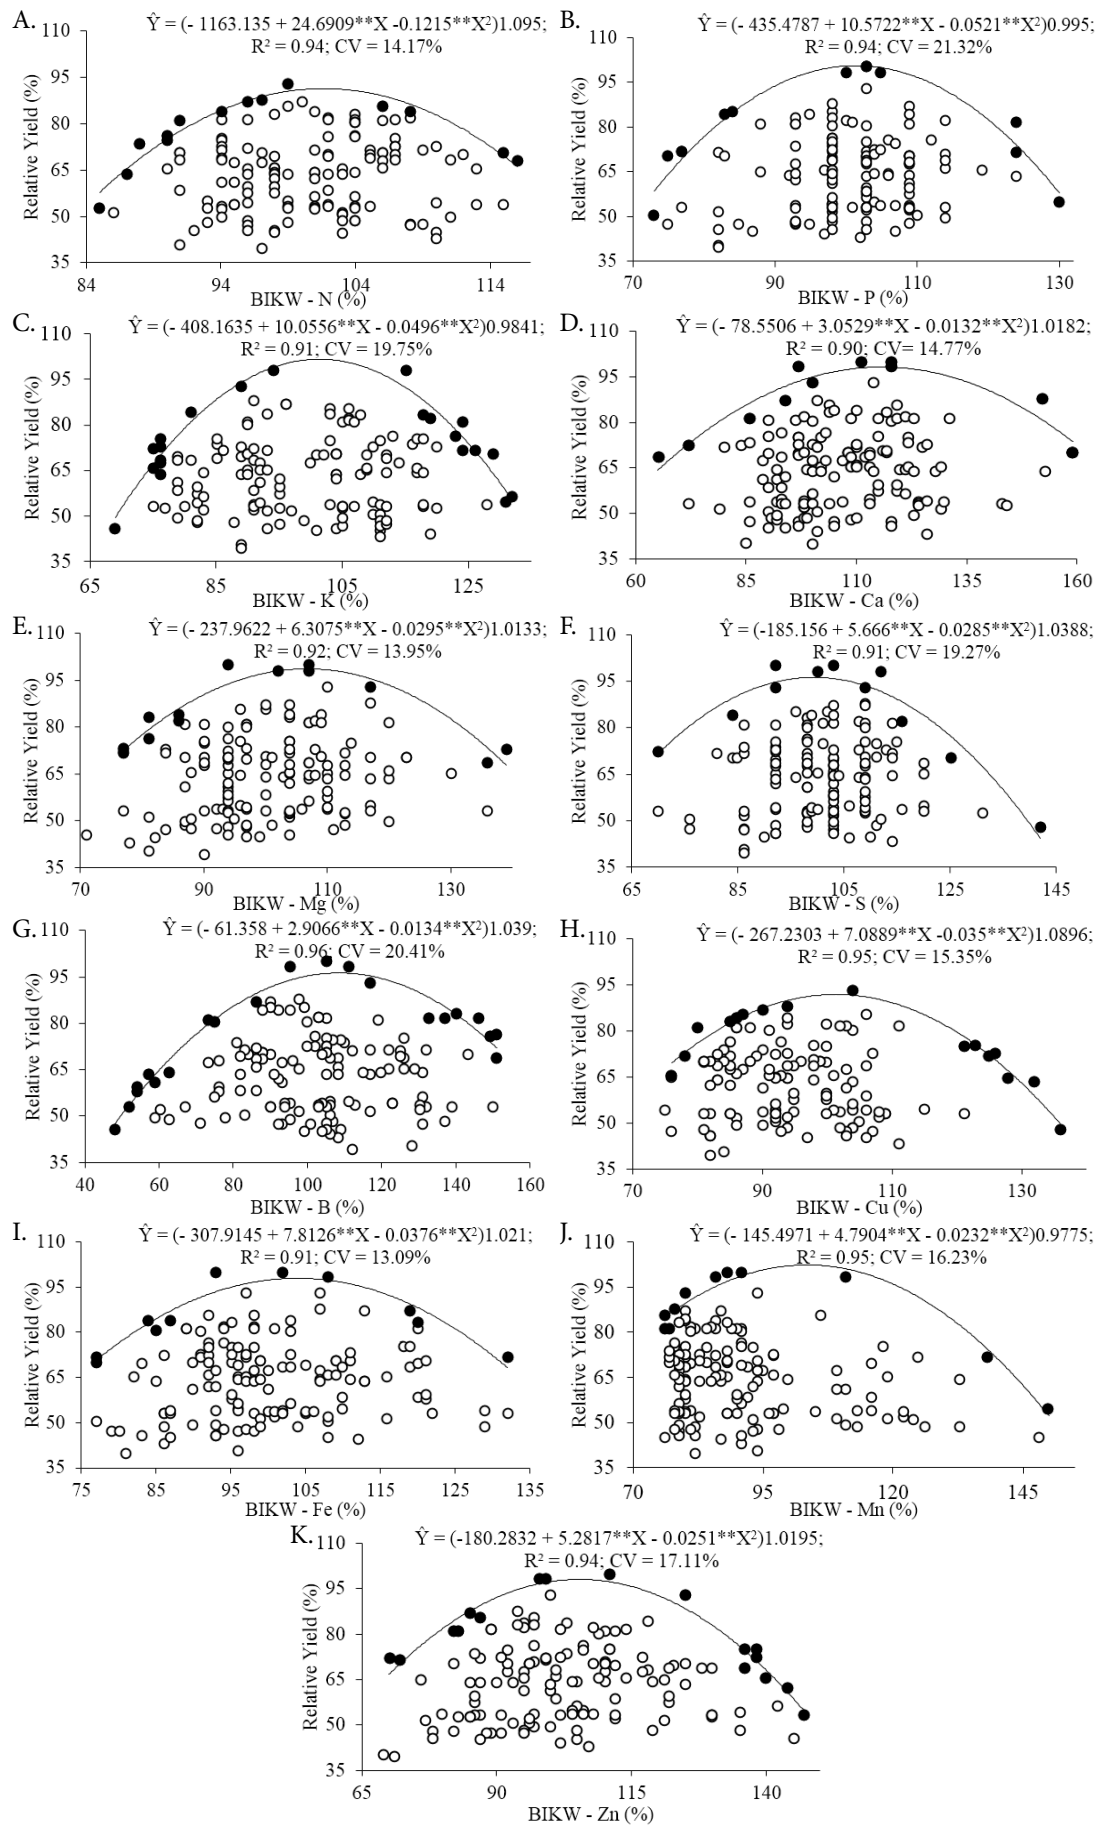 A. Ŷ = (- 1163.135 + 24.6909**X -0.1215**X²)1.095;
R² = 0.94; CV = 14.17%
110
95
80
65
50
35
Relative Yield (%)
84 94 104 114
BIKW - N (%)
B. Ŷ = (- 435.4787 + 10.5722**X - 0.0521**X²)0.995;
R² = 0.94; CV = 21.32%
110
95
80
65
50
35
Relative Yield (%)
70 90 110 130
BIKW - P (%)
C. Ŷ = (- 408.1635 + 10.0556**X - 0.0496**X²)0.9841;
R² = 0.91; CV = 19.75%
110
95
80
65
50
35
Relative Yield (%)
65 85 105 125
BIKW - K (%)
D. Ŷ = (- 78.5506 + 3.0529**X - 0.0132**X²)1.0182;
R² = 0.90; CV= 14.77%
110
95
80
65
50
35
Relative Yield (%)
60 85 110 135 160
BIKW - Ca (%)
E. Ŷ = (- 237.9622 + 6.3075**X - 0.0295**X²)1.0133;
R² = 0.92; CV = 13.95%
110
95
80
65
50
35
Relative Yield (%)
70 90 110 130
BIKW - Mg (%)
F. Ŷ = (-185.156 + 5.666**X - 0.0285**X²)1.0388;
R² = 0.91; CV = 19.27%
110
95
80
65
50
35
Relative Yield (%)
65 85 105 125 145
BIKW - S (%)
G. Ŷ = (- 61.358 + 2.9066**X - 0.0134**X²)1.039;
R² = 0.96; CV = 20.41%
110
95
80
65
50
35
Relative Yield (%)
40 60 80 100 120 140 160
BIKW - B (%)
H. Ŷ = (- 267.2303 + 7.0889**X -0.035**X²)1.0896;
R² = 0.95; CV = 15.35%
110
95
80
65
50
35
Relative Yield (%)
70 90 110 130
BIKW - Cu (%)
I. Ŷ = (- 307.9145 + 7.8126**X - 0.0376**X²)1.021;
R² = 0.91; CV = 13.09%
110
95
80
65
50
35
Relative Yield (%)
75 85 95 105 115 125 135
BIKW - Fe (%)
J. Ŷ = (- 145.4971 + 4.7904**X - 0.0232**X²)0.9775;
R² = 0.95; CV = 16.23%
110
95
80
65
50
35
Relative Yield (%)
70 95 120 145
BIKW - Mn (%)
K. Ŷ = (-180.2832 + 5.2817**X - 0.0251**X²)1.0195;
R² = 0.94; CV = 17.11%
110
95
80
65
50
35
Relative Yield (%)
65 90 115 140
BIKW - Zn (%)